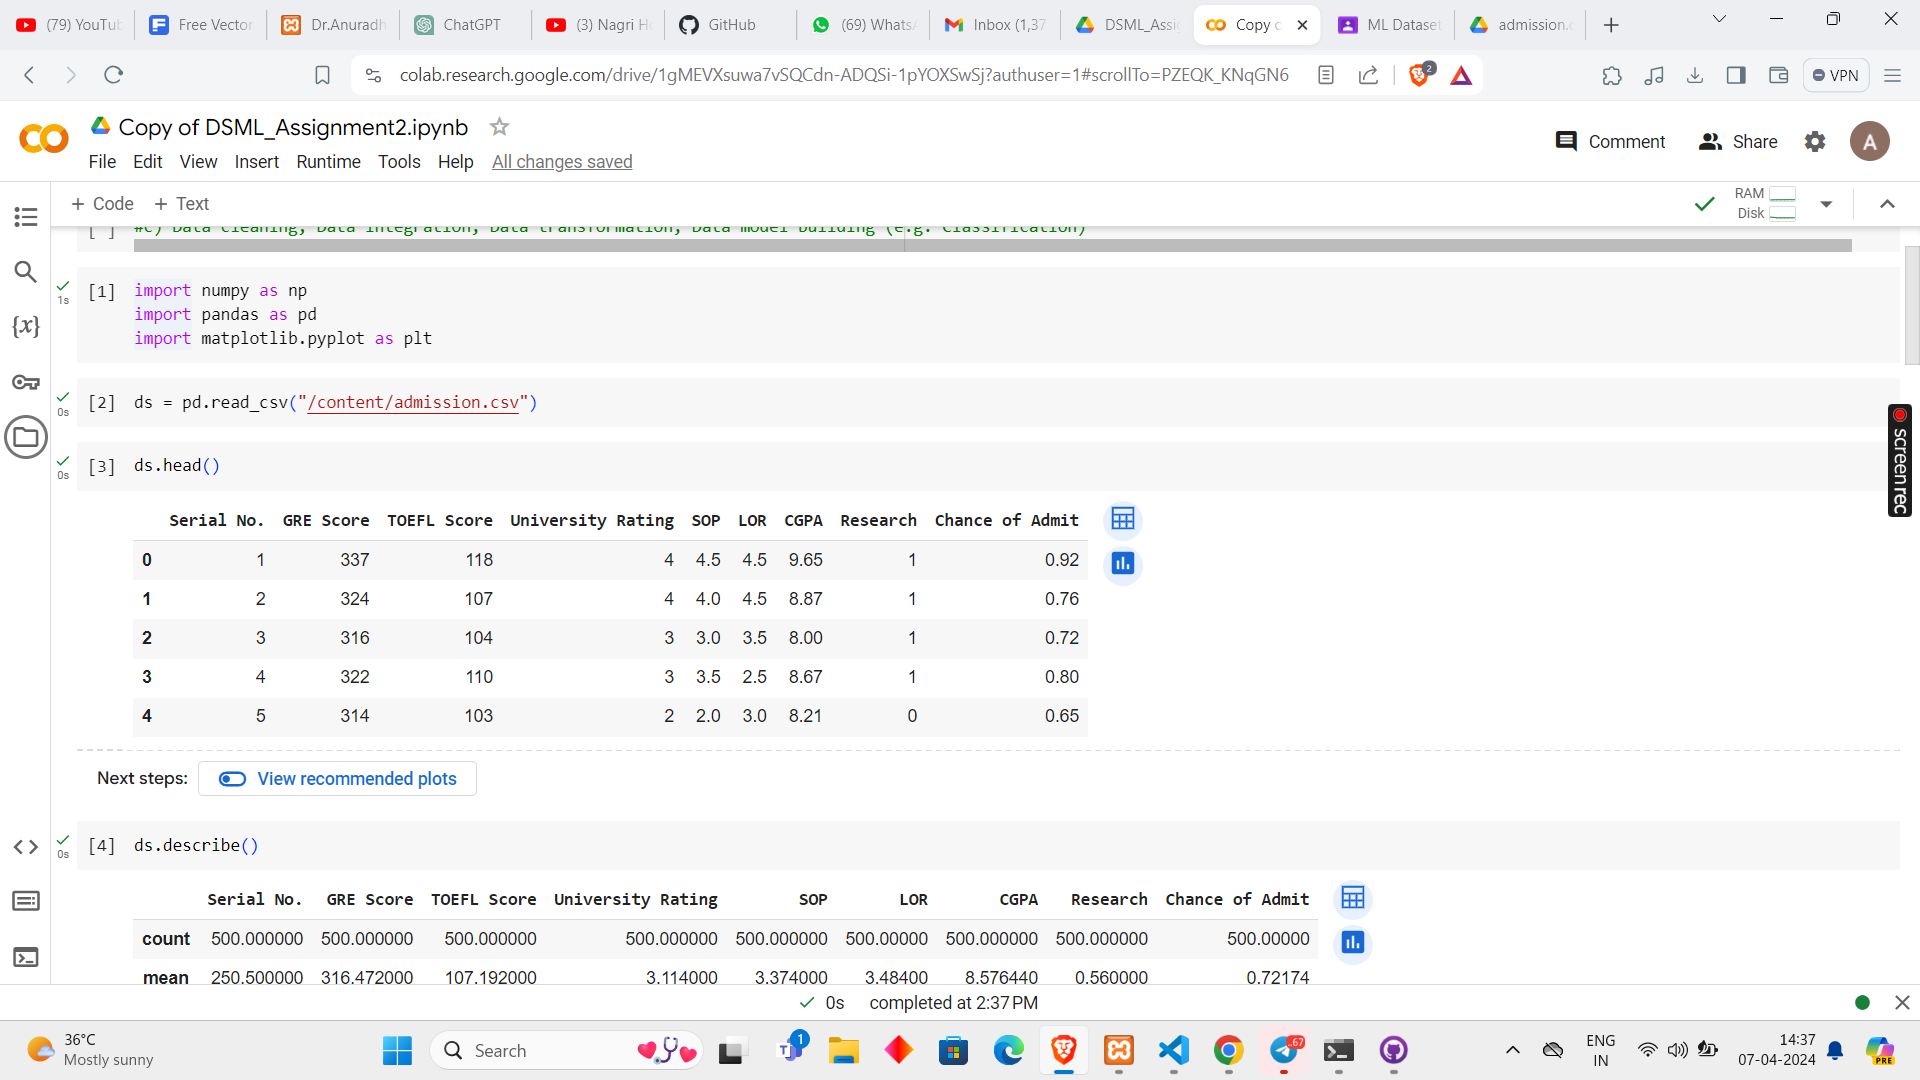 (79) YouTub
Free Vector
Dr.Anuradh
ChatGPT
(3) Nagri Ho
GitHub
(69) WhatsA
Inbox (1,37
DSML_Assig
Copy c
ML Dataset
admission.c
colab.research.google.com/drive/1gMEVXsuwa7vSQCdn-ADQSi-1pYOXSwSj?authuser=1#scrollTo=PZEQK_KNqGN6
2
VPN
Copy of DSML_Assignment2.ipynb
Comment
Share
A
File Edit View Insert Runtime Tools Help All changes saved
+ Code + Text
RAM
Disk
[ ] #C) Data Cleaning, Data integration, Data transformation, Data model building (e.g. Classification)
[1] import numpy as np
1s
import pandas as pd
import matplotlib.pyplot as plt
[2] ds = pd.read_csv("/content/admission.csv")
0s
[3] ds.head()
0s
screenrec
Serial No. GRE Score TOEFL Score University Rating SOP LOR CGPA Research Chance of Admit
0 1 337 118 4 4.5 4.5 9.65 1 0.92
1 2 324 107 4 4.0 4.5 8.87 1 0.76
2 3 316 104 3 3.0 3.5 8.00 1 0.72
3 4 322 110 3 3.5 2.5 8.67 1 0.80
4 5 314 103 2 2.0 3.0 8.21 0 0.65
Next steps: View recommended plots
[4] ds.describe()
0s
Serial No. GRE Score TOEFL Score University Rating SOP LOR CGPA Research Chance of Admit
count 500.000000 500.000000 500.000000 500.000000 500.000000 500.00000 500.000000 500.000000 500.00000
mean 250.500000 316.472000 107.192000 3.114000 3.374000 3.48400 8.576440 0.560000 0.72174
0s completed at 2:37 PM
36°C
Mostly sunny
Search
1
..67
ENG
IN
14:37
07-04-2024
PRE